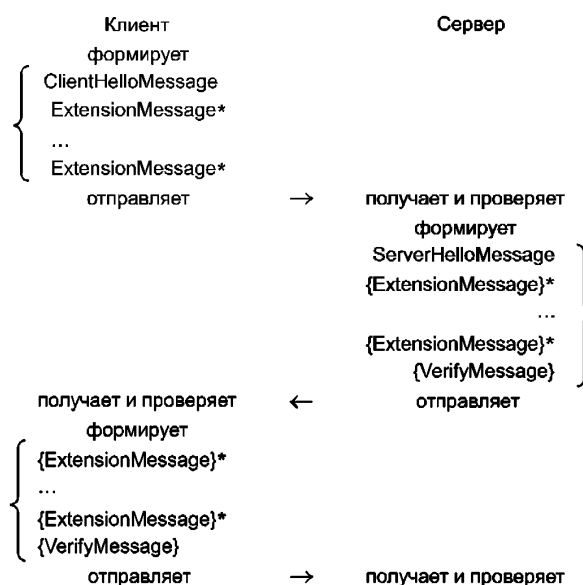 Клиент Сервер
формирует
ClientHelloMessage
ExtensionMessage*
...
ExtensionMessage*
отправляет → получает и проверяет
формирует
ServerHelloMessage
{ExtensionMessage}*
...
{ExtensionMessage}*
{VerifyMessage}
получает и проверяет ← отправляет
формирует
{ExtensionMessage}*
...
{ExtensionMessage}*
{VerifyMessage}
отправляет → получает и проверяет